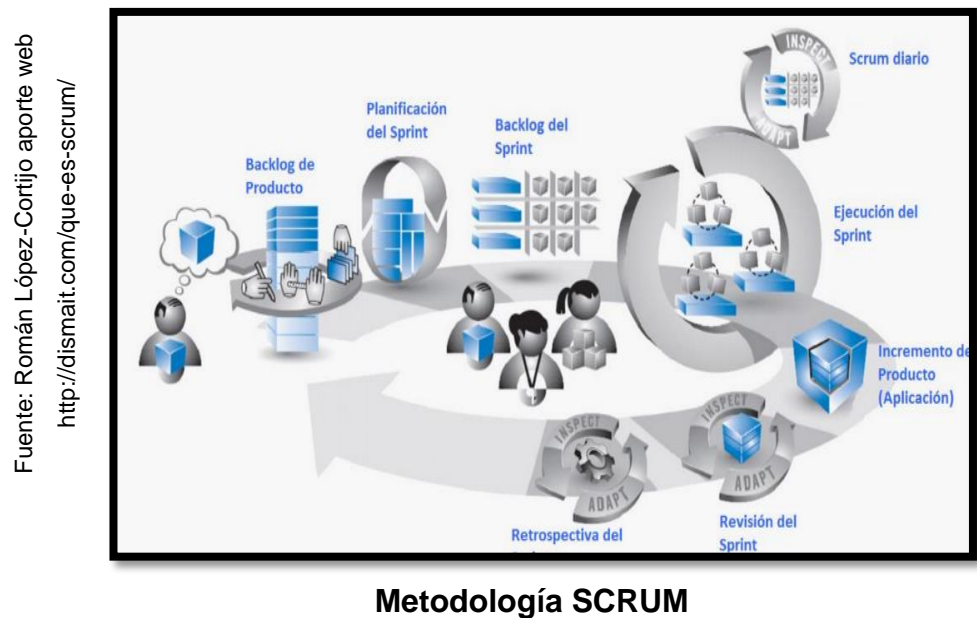 Fuente: Román López-Cortijo aporte web
http://dismait.com/que-es-scrum/
INSPECT
ADAPT
Scrum diario
Planificación
del Sprint
Backlog del
Sprint
Backlog de
Producto
Ejecución del
Sprint
Incremento de
Producto
(Aplicación)
INSPECT
ADAPT
INSPECT
ADAPT
Retrospectiva del
Revisión del
Sprint
Metodología SCRUM